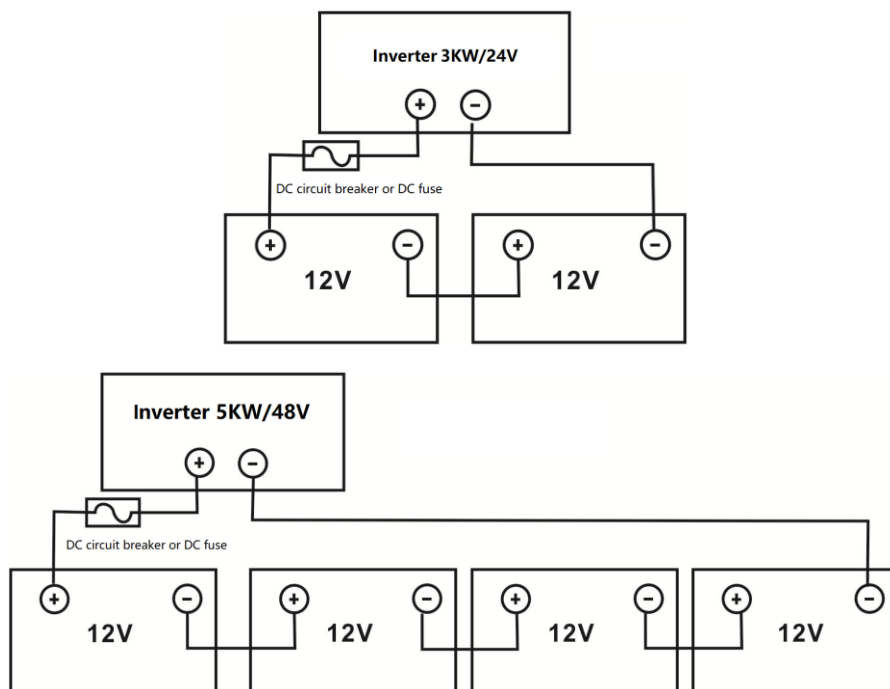 Inverter 3KW/24V
+ −
DC circuit breaker or DC fuse
+ − + −
12V 12V
Inverter 5KW/48V
+ −
DC circuit breaker or DC fuse
+ − + − + − + −
12V 12V 12V 12V